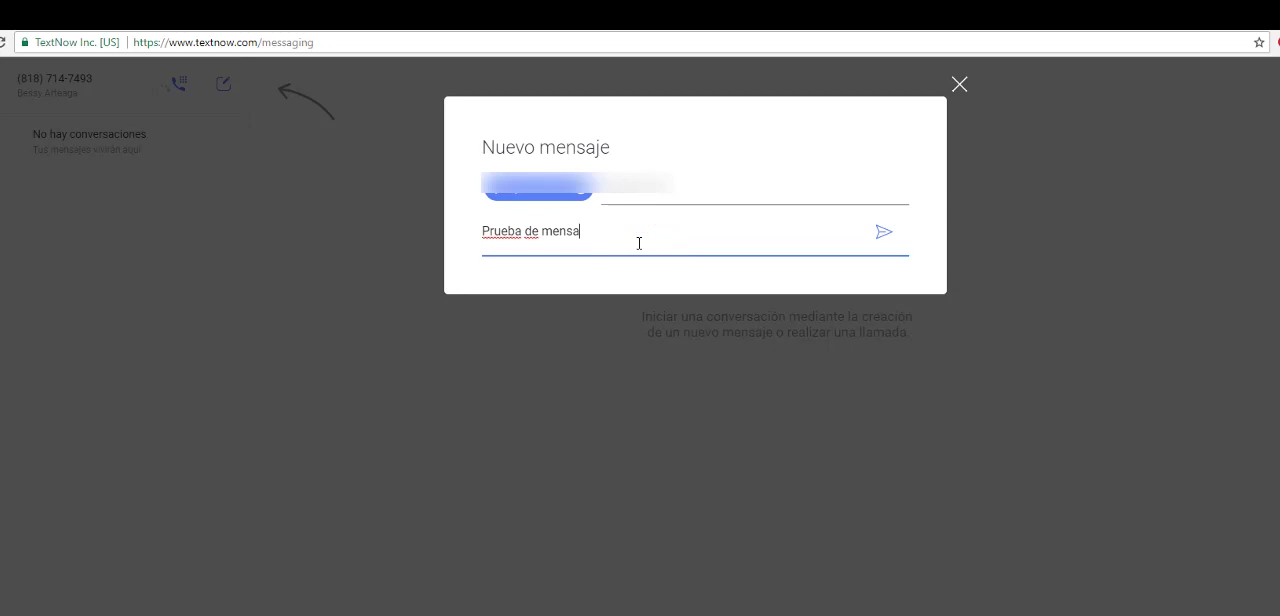 TextNow Inc. [US] https://www.textnow.com/messaging
(818) 714-7493
Bessy Arteaga
No hay conversaciones
Tus mensajes vivirán aquí
Nuevo mensaje
Prueba de mensa
Iniciar una conversación mediante la creación
de un nuevo mensaje o realizar una llamada.